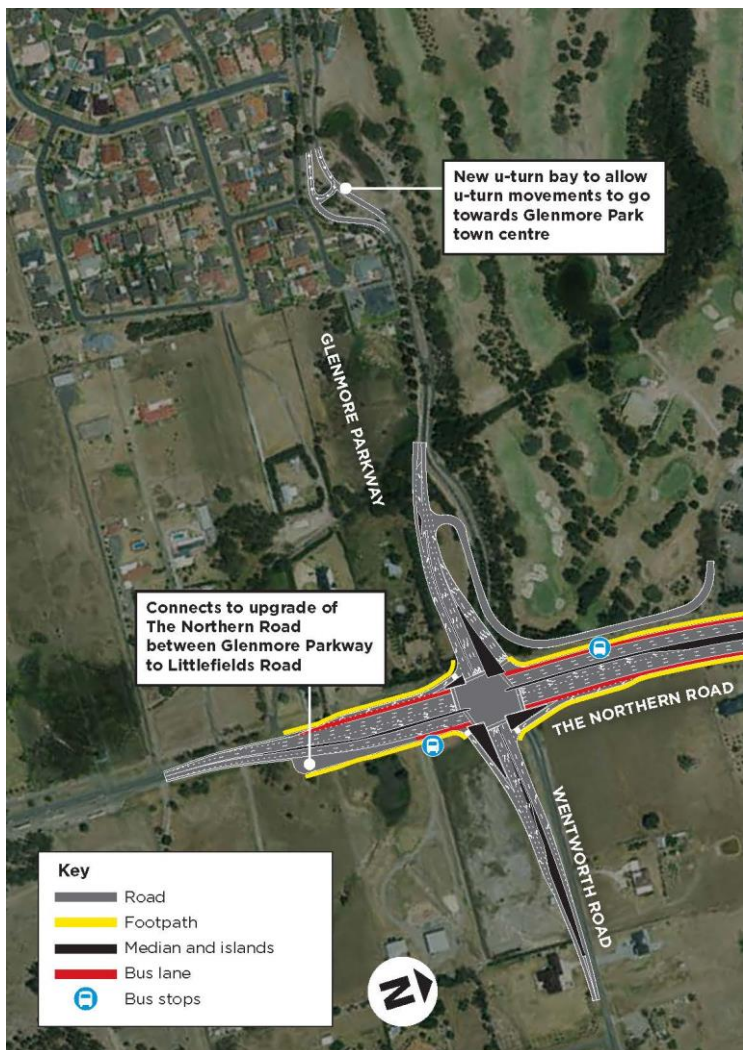 New u-turn bay to allow
u-turn movements to go
towards Glenmore Park
town centre
GLENMORE PARKWAY
Connects to upgrade of
The Northern Road
between Glenmore Parkway
to Littlefields Road
THE NORTHERN ROAD
WENTWORTH ROAD
Key
Road
Footpath
Median and islands
Bus lane
Bus stops
N